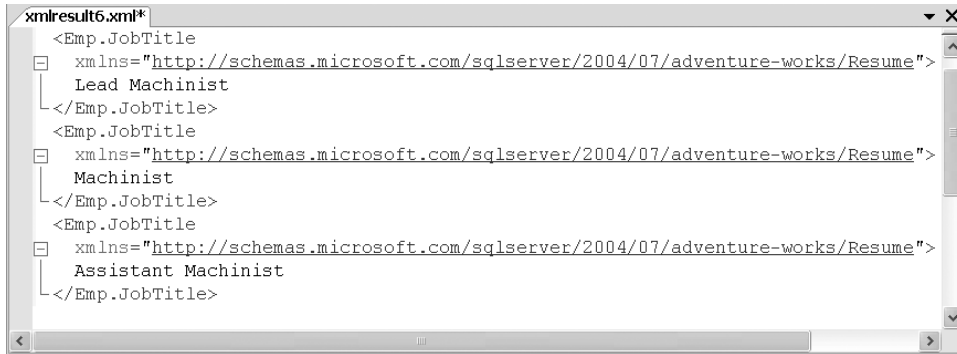 xmlresult6.xml*
<Emp.JobTitle
xmlns="http://schemas.microsoft.com/sqlserver/2004/07/adventure-works/Resume">
Lead Machinist
</Emp.JobTitle>
<Emp.JobTitle
xmlns="http://schemas.microsoft.com/sqlserver/2004/07/adventure-works/Resume">
Machinist
</Emp.JobTitle>
<Emp.JobTitle
xmlns="http://schemas.microsoft.com/sqlserver/2004/07/adventure-works/Resume">
Assistant Machinist
</Emp.JobTitle>